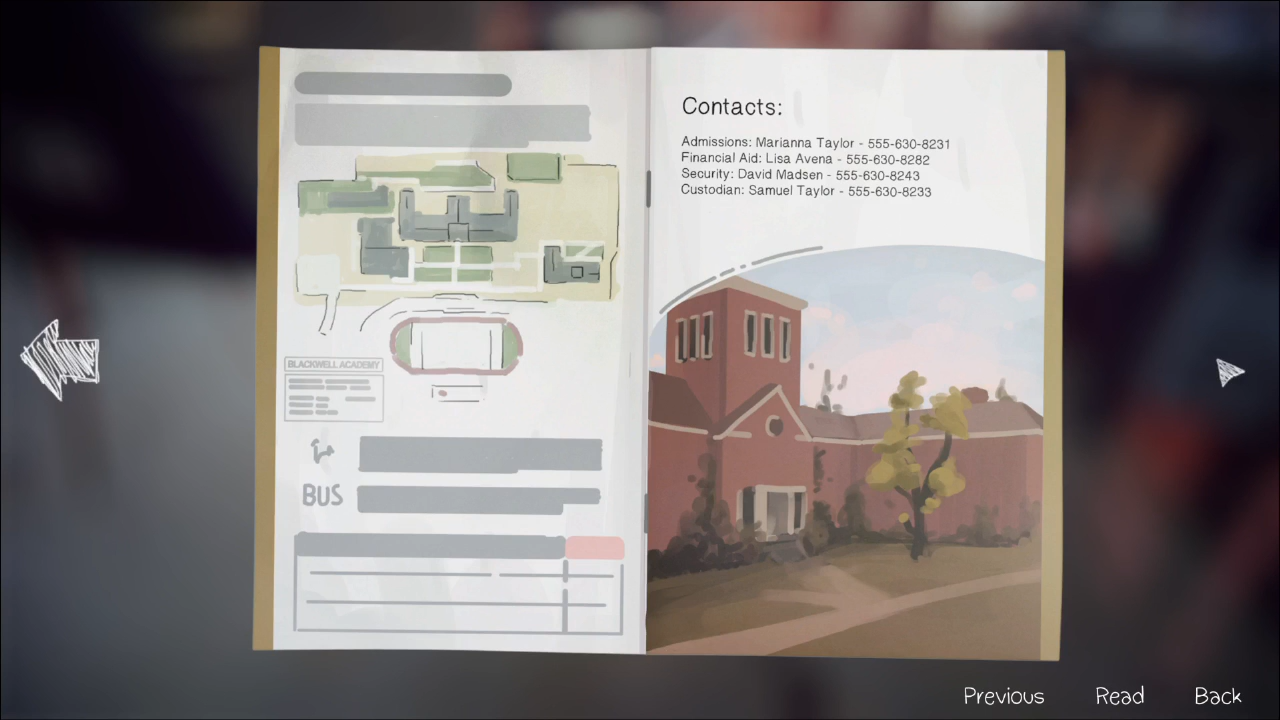 BLACKWELL ACADEMY
BUS
Contacts:
Admissions: Marianna Taylor - 555-630-8231
Financial Aid: Lisa Avena - 555-630-8282
Security: David Madsen - 555-630-8243
Custodian: Samuel Taylor - 555-630-8233
Previous Read Back